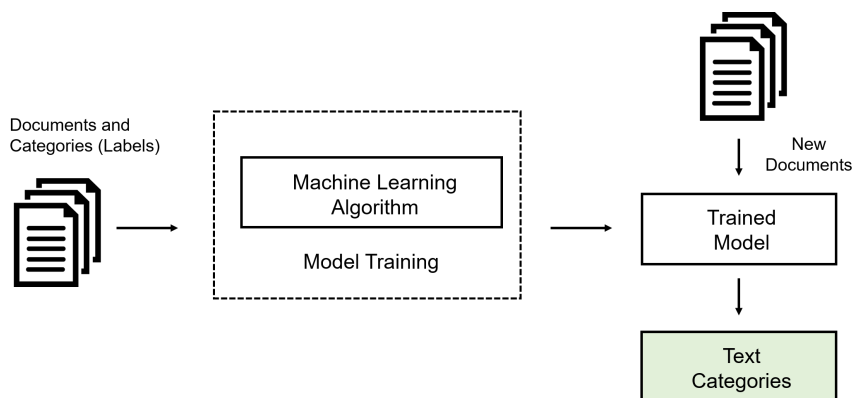 Documents and
Categories (Labels)
Machine Learning
Algorithm
Model Training
New
Documents
Trained
Model
Text
Categories